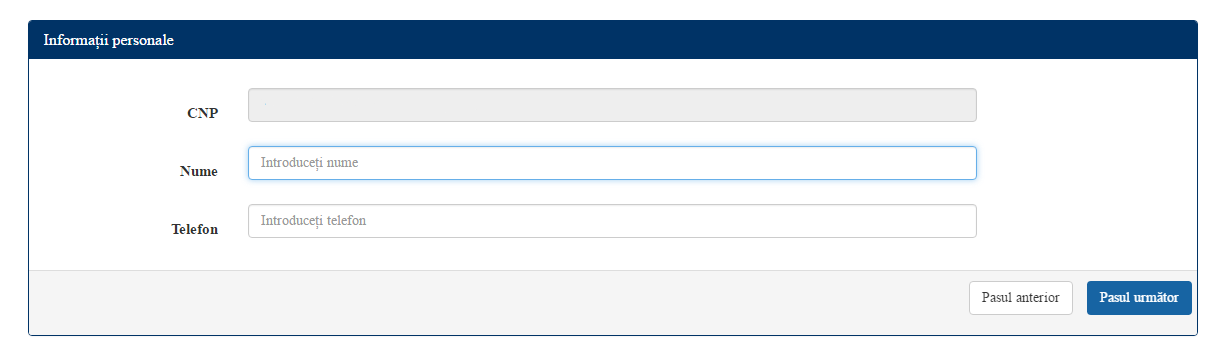 Informații personale
CNP
Nume
Introduceți nume
Telefon
Introduceți telefon
Pasul anterior
Pasul următor